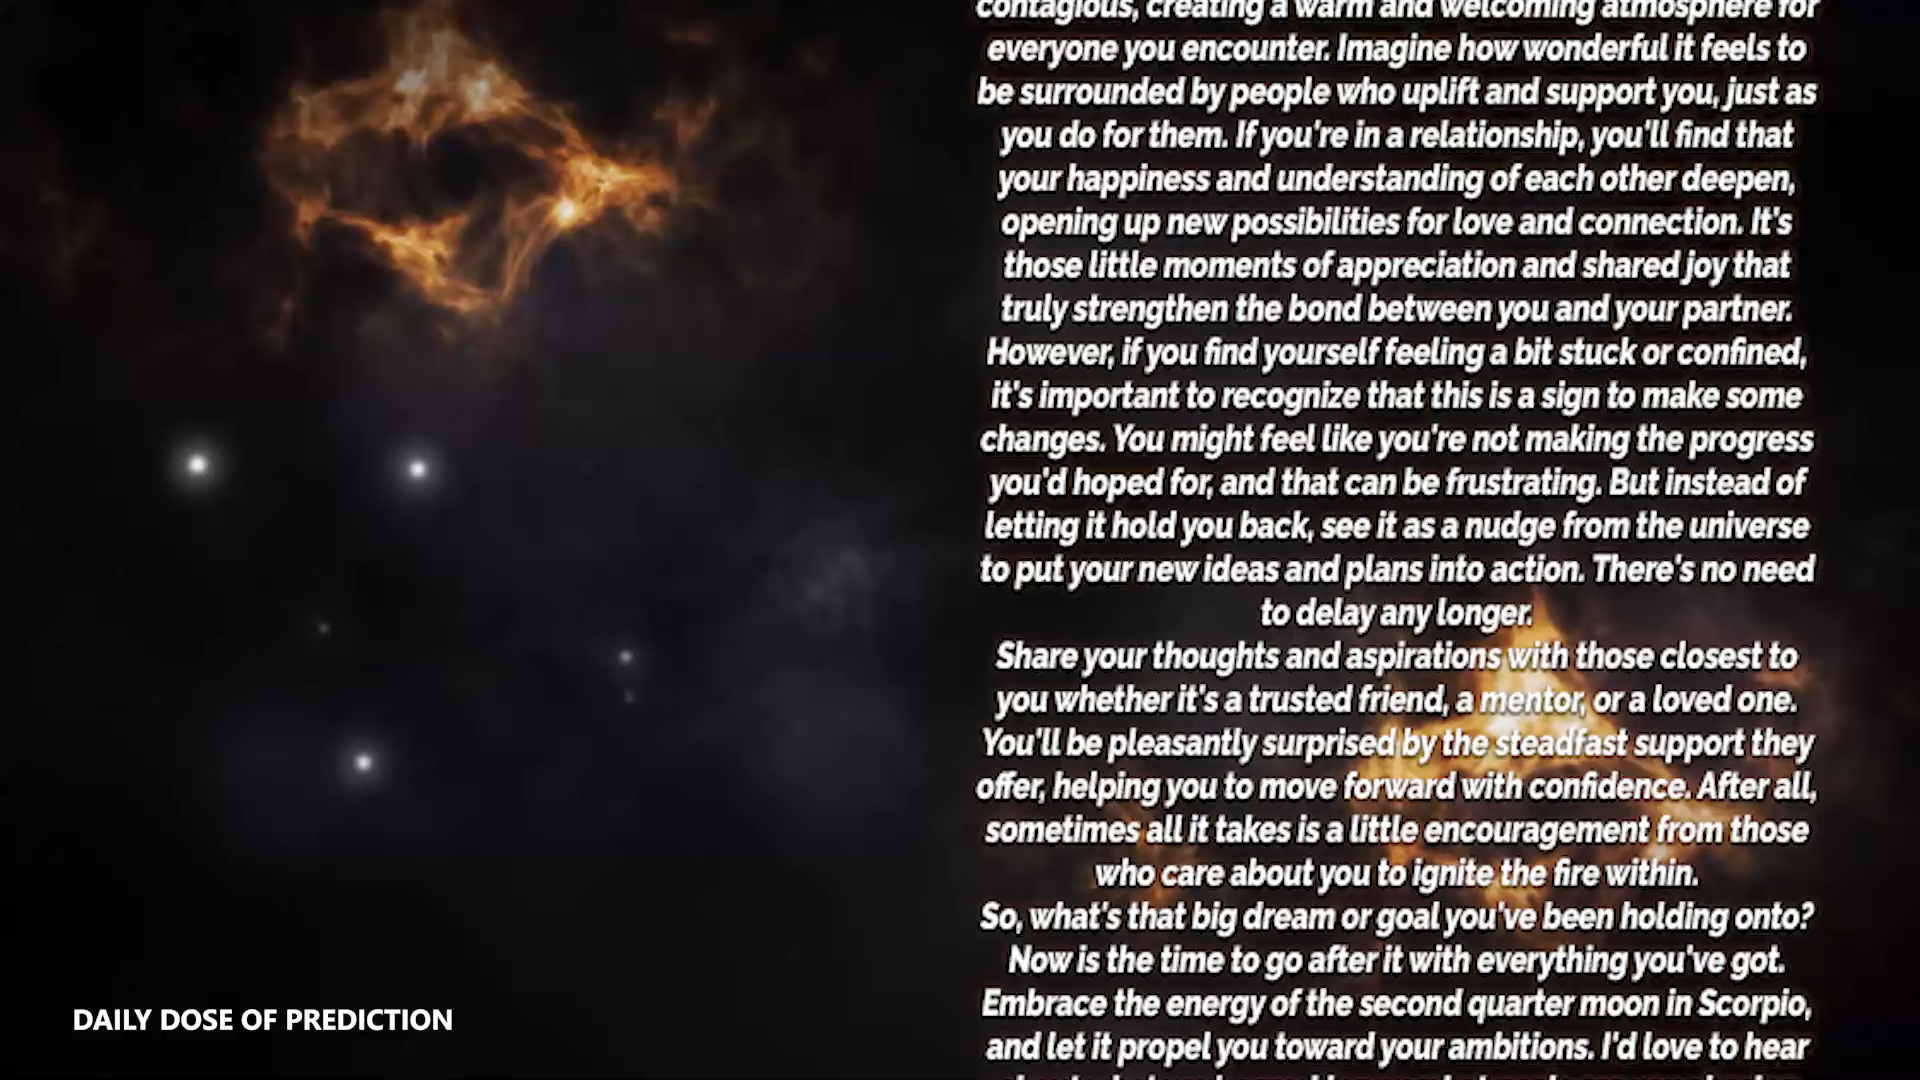 contagious, creating a warm and welcoming atmosphere for
everyone you encounter. Imagine how wonderful it feels to
be surrounded by people who uplift and support you, just as
you do for them. If you're in a relationship, you'll find that
your happiness and understanding of each other deepen,
opening up new possibilities for love and connection. It's
those little moments of appreciation and shared joy that
truly strengthen the bond between you and your partner.
However, if you find yourself feeling a bit stuck or confined,
it's important to recognize that this is a sign to make some
changes. You might feel like you're not making the progress
you'd hoped for, and that can be frustrating. But instead of
letting it hold you back, see it as a nudge from the universe
to put your new ideas and plans into action. There's no need
to delay any longer.
Share your thoughts and aspirations with those closest to
you whether it's a trusted friend, a mentor, or a loved one.
You'll be pleasantly surprised by the steadfast support they
offer, helping you to move forward with confidence. After all,
sometimes all it takes is a little encouragement from those
who care about you to ignite the fire within.
So, what's that big dream or goal you've been holding onto?
Now is the time to go after it with everything you've got.
Embrace the energy of the second quarter moon in Scorpio,
and let it propel you toward your ambitions. I'd love to hear
DAILY DOSE OF PREDICTION